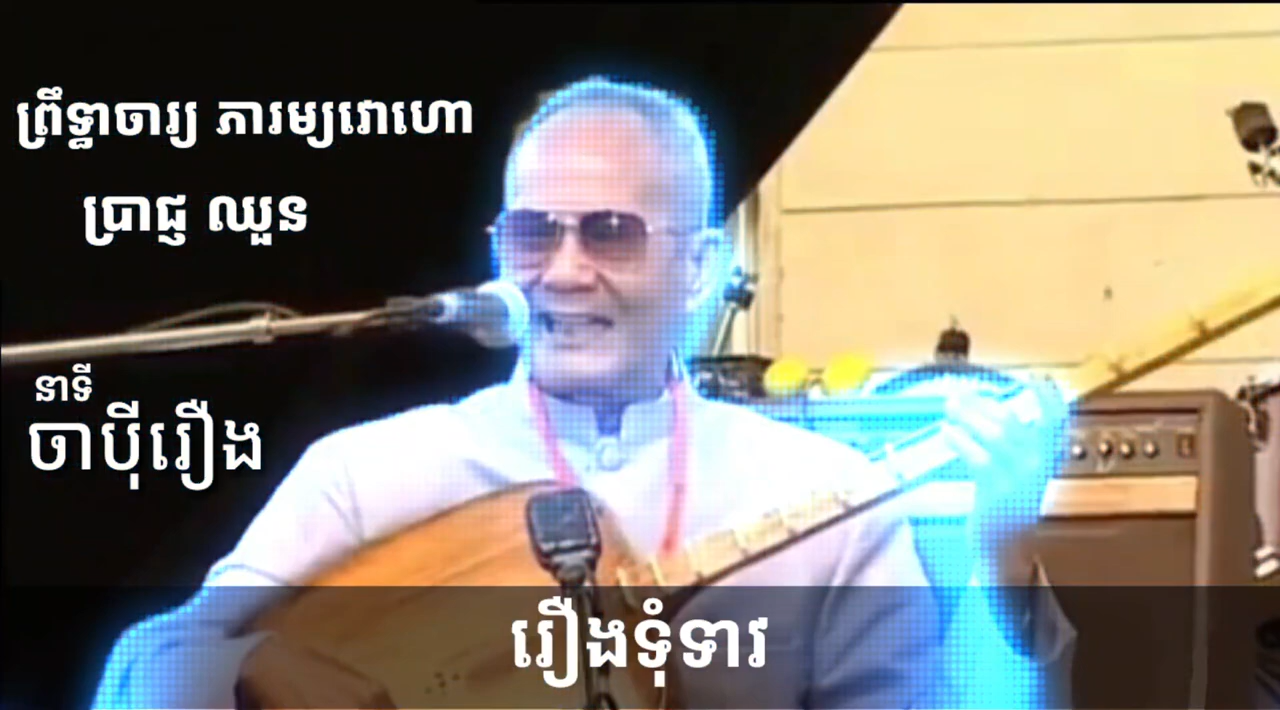 ព្រឹទ្ធាចារ្យ ភារម្យវោហោ
ប្រាជ្ញ ឈួន
នាទី
ចាប៉ីរឿង
រឿងទុំទាវ